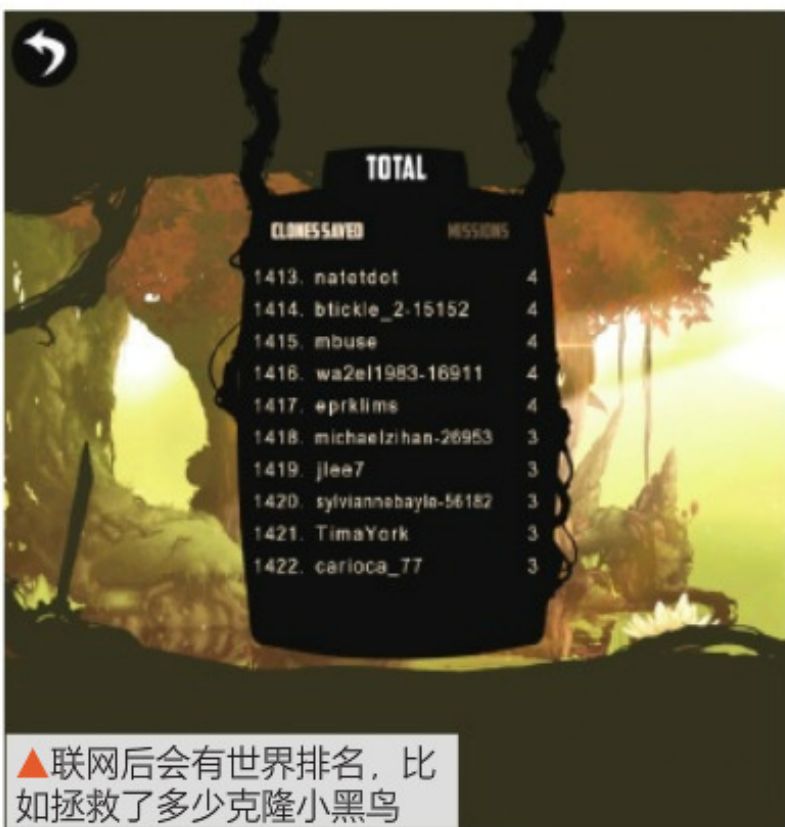 TOTAL
CLONES SAVED MISSIONS
1413. natetdot 4
1414. btickle_2-15152 4
1415. mbuse 4
1416. wa2el1983-16911 4
1417. eprklims 4
1418. michaelzihan-26953 3
1419. jlee7 3
1420. sylviannebayle-56182 3
1421. TimaYork 3
1422. carioca_77 3
▲联网后会有世界排名，比
如拯救了多少克隆小黑鸟